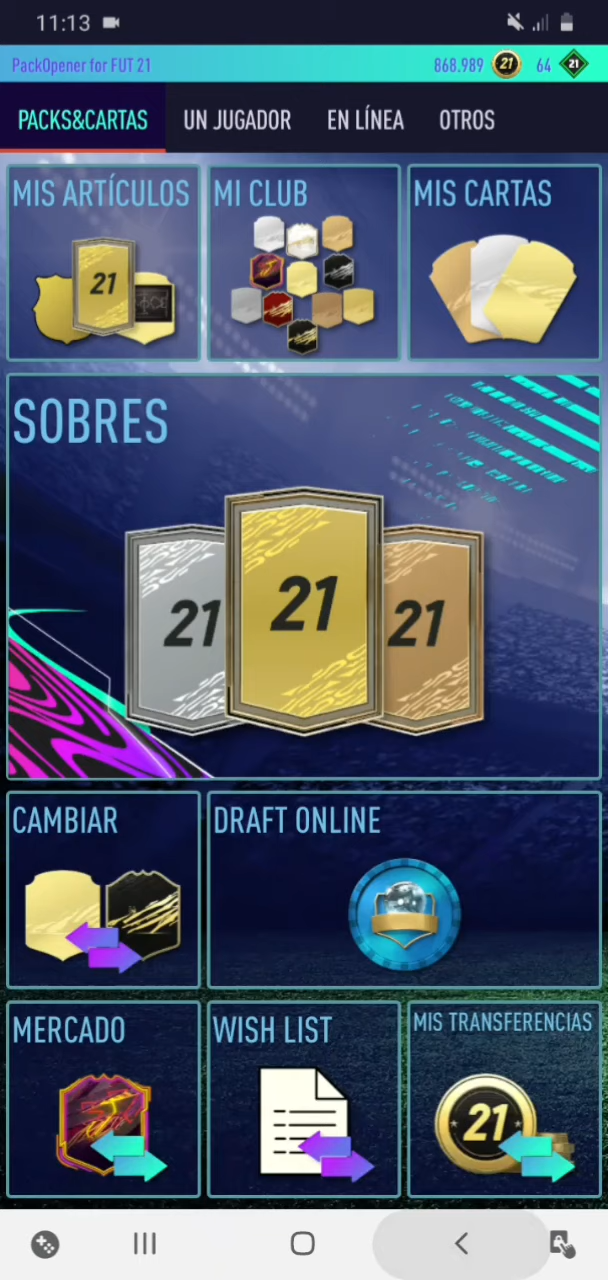 11:13
PackOpener for FUT 21
868.989 21 64 21
PACKS&CARTAS UN JUGADOR EN LÍNEA OTROS
MIS ARTÍCULOS MI CLUB MIS CARTAS
21
SOBRES
21 21 21
CAMBIAR DRAFT ONLINE
MERCADO WISH LIST MIS TRANSFERENCIAS
21